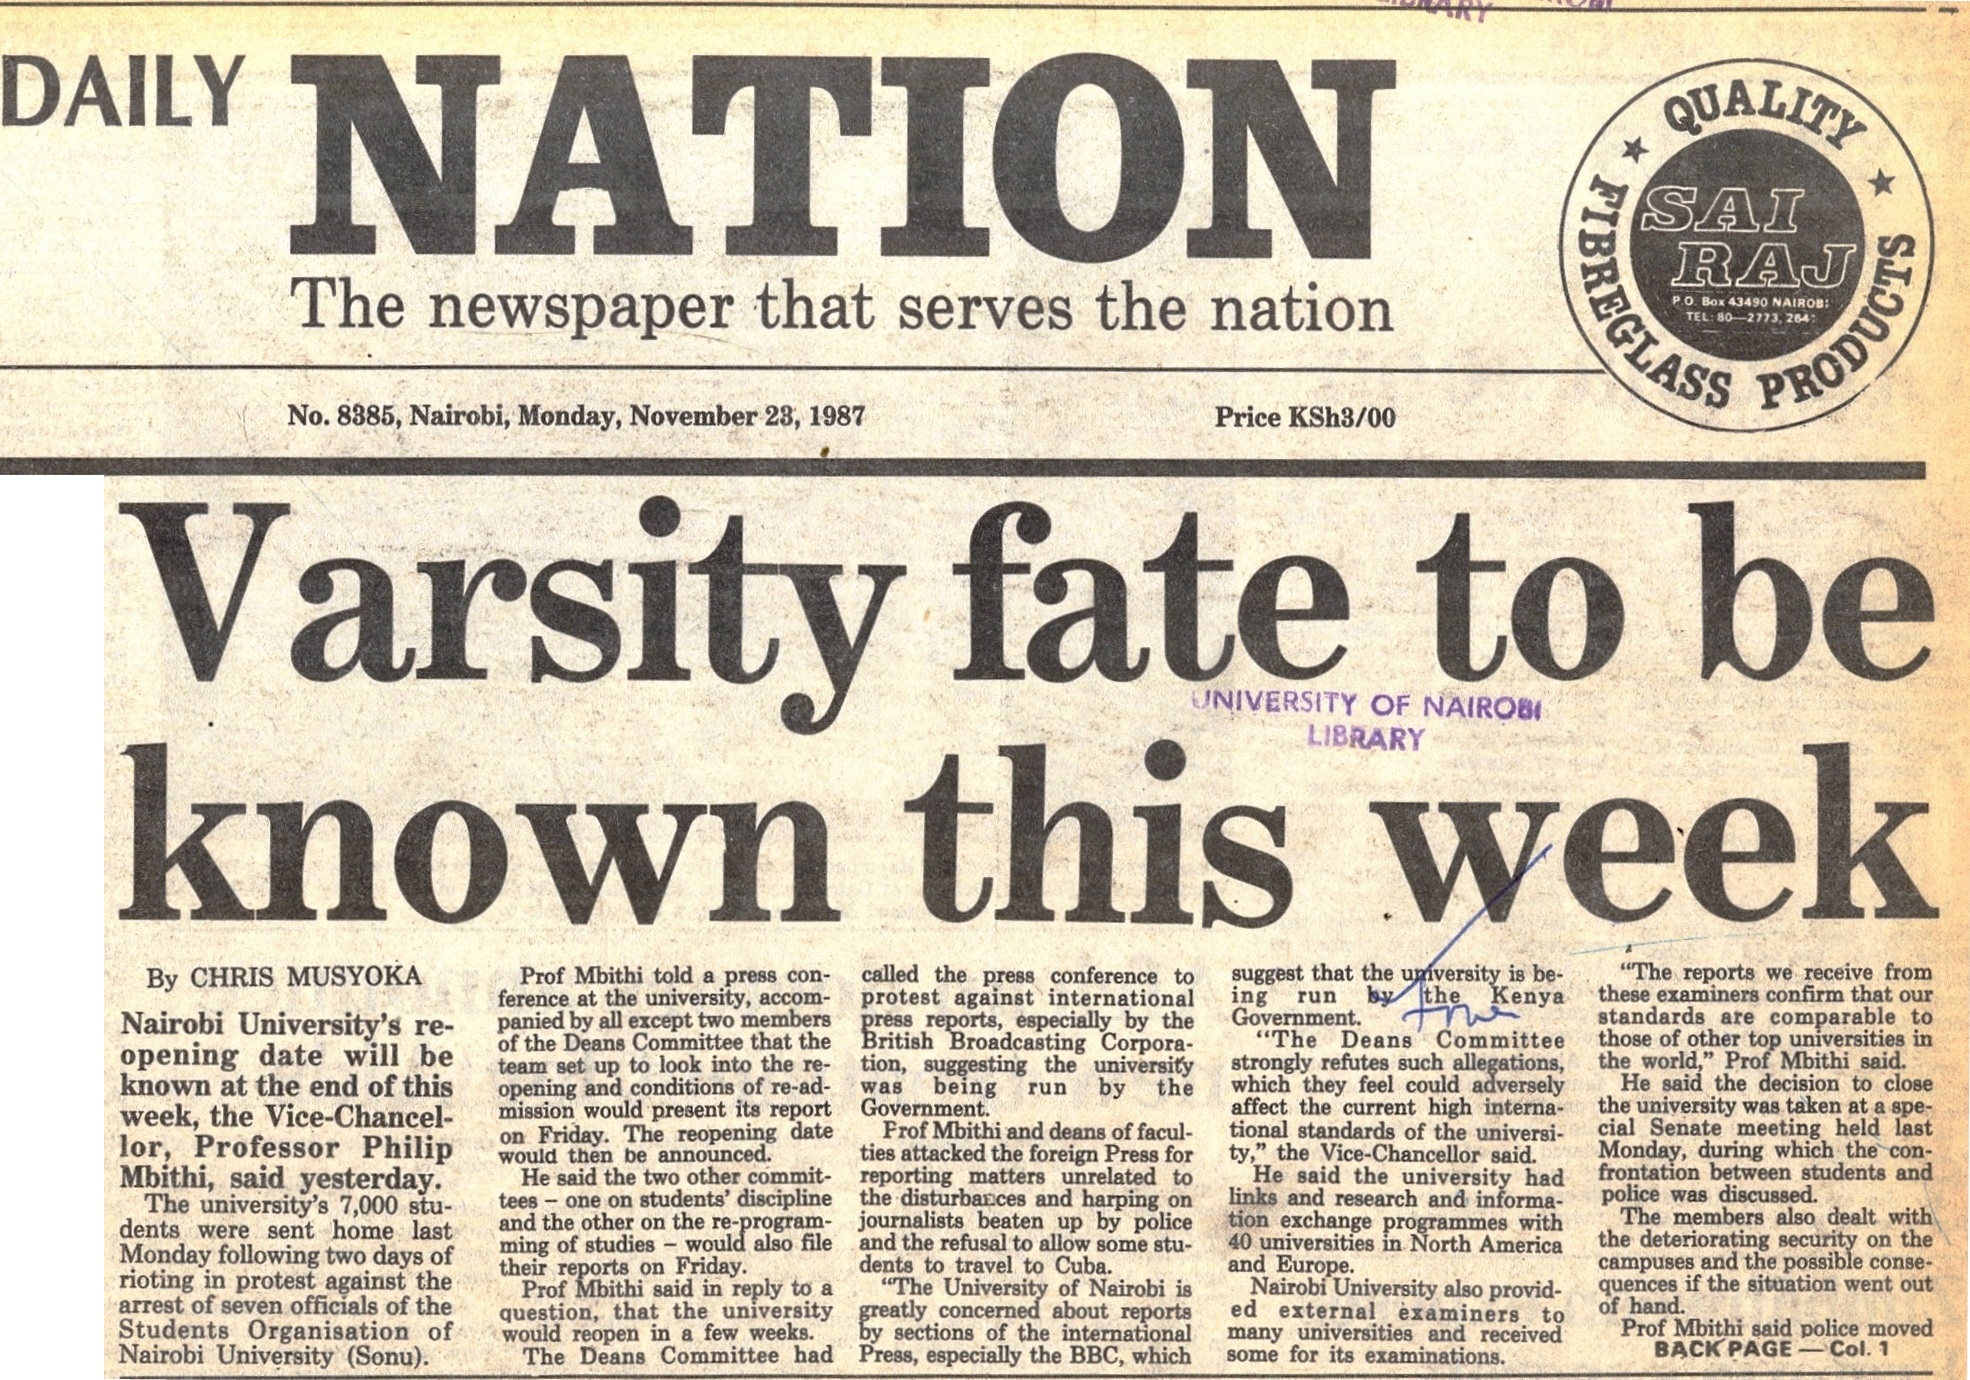 LIBRARY
DAILY NATION
The newspaper that serves the nation
QUALITY
FIBREGLASS PRODUCTS
SAI
RAJ
P.O. Box 43490 NAIROBI
TEL: 80—2773, 264
No. 8385, Nairobi, Monday, November 23, 1987
Price KSh3/00
Varsity fate to be
known this week
UNIVERSITY OF NAIROBI
LIBRARY
By CHRIS MUSYOKA
Nairobi University's re-
opening date will be
known at the end of this
week, the Vice-Chancel-
lor, Professor Philip
Mbithi, said yesterday.
The university's 7,000 stu-
dents were sent home last
Monday following two days of
rioting in protest against the
arrest of seven officials of the
Students Organisation of
Nairobi University (Sonu).
Prof Mbithi told a press con-
ference at the university, accom-
panied by all except two members
of the Deans Committee that the
team set up to look into the re-
opening and conditions of re-ad-
mission would present its report
on Friday. The reopening date
would then be announced.
He said the two other commit-
tees – one on students' discipline
and the other on the re-program-
ming of studies – would also file
their reports on Friday.
Prof Mbithi said in reply to a
question, that the university
would reopen in a few weeks.
The Deans Committee had
called the press conference to
protest against international
press reports, especially by the
British Broadcasting Corpora-
tion, suggesting the university
was being run by the
Government.
Prof Mbithi and deans of facul-
ties attacked the foreign Press for
reporting matters unrelated to
the disturbances and harping on
journalists beaten up by police
and the refusal to allow some stu-
dents to travel to Cuba.
"The University of Nairobi is
greatly concerned about reports
by sections of the international
Press, especially the BBC, which
suggest that the university is be-
ing run by the Kenya
Government.
"The Deans Committee
strongly refutes such allegations,
which they feel could adversely
affect the current high interna-
tional standards of the universi-
ty," the Vice-Chancellor said.
He said the university had
links and research and informa-
tion exchange programmes with
40 universities in North America
and Europe.
Nairobi University also provid-
ed external examiners to
many universities and received
some for its examinations.
"The reports we receive from
these examiners confirm that our
standards are comparable to
those of other top universities in
the world," Prof Mbithi said.
He said the decision to close
the university was taken at a spe-
cial Senate meeting held last
Monday, during which the con-
frontation between students and
police was discussed.
The members also dealt with
the deteriorating security on the
campuses and the possible conse-
quences if the situation went out
of hand.
Prof Mbithi said police moved
BACK PAGE — Col. 1